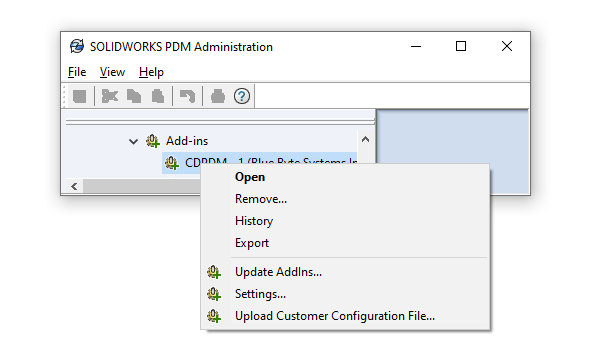 SOLIDWORKS PDM Administration
File View Help
Add-ins
CDPDM - 1 (Blue Byte Systems In
Open
Remove...
History
Export
Update AddIns...
Settings...
Upload Customer Configuration File...